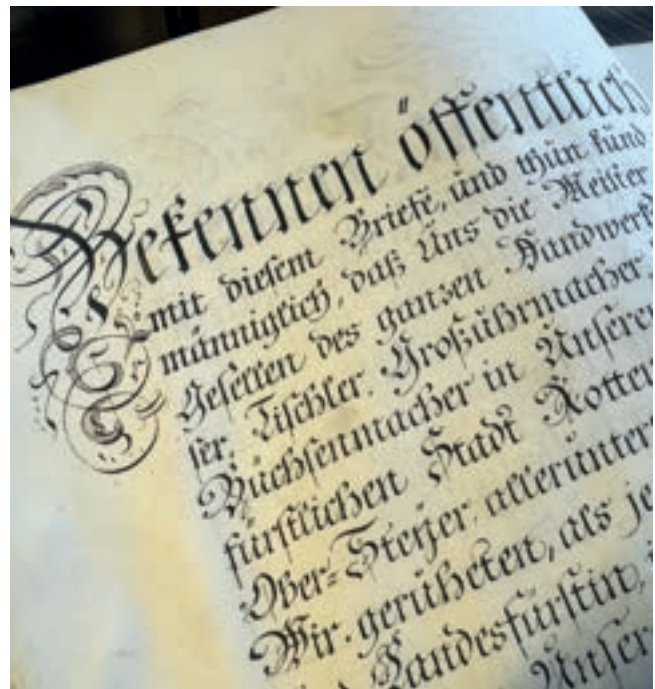 Bekennen öffentlich
mit diesem Briefe, und thun kund
männiglich, daß Uns die Meister
Gesellen des ganzen Handwerks
ser, Tischler, Großuhrmacher,
Büchsenmacher in Unseren
fürstlichen Stadt Rotten
Ober-Steyer, allerunter
Wir geruheten, als je
Landesfürstin,
Unser